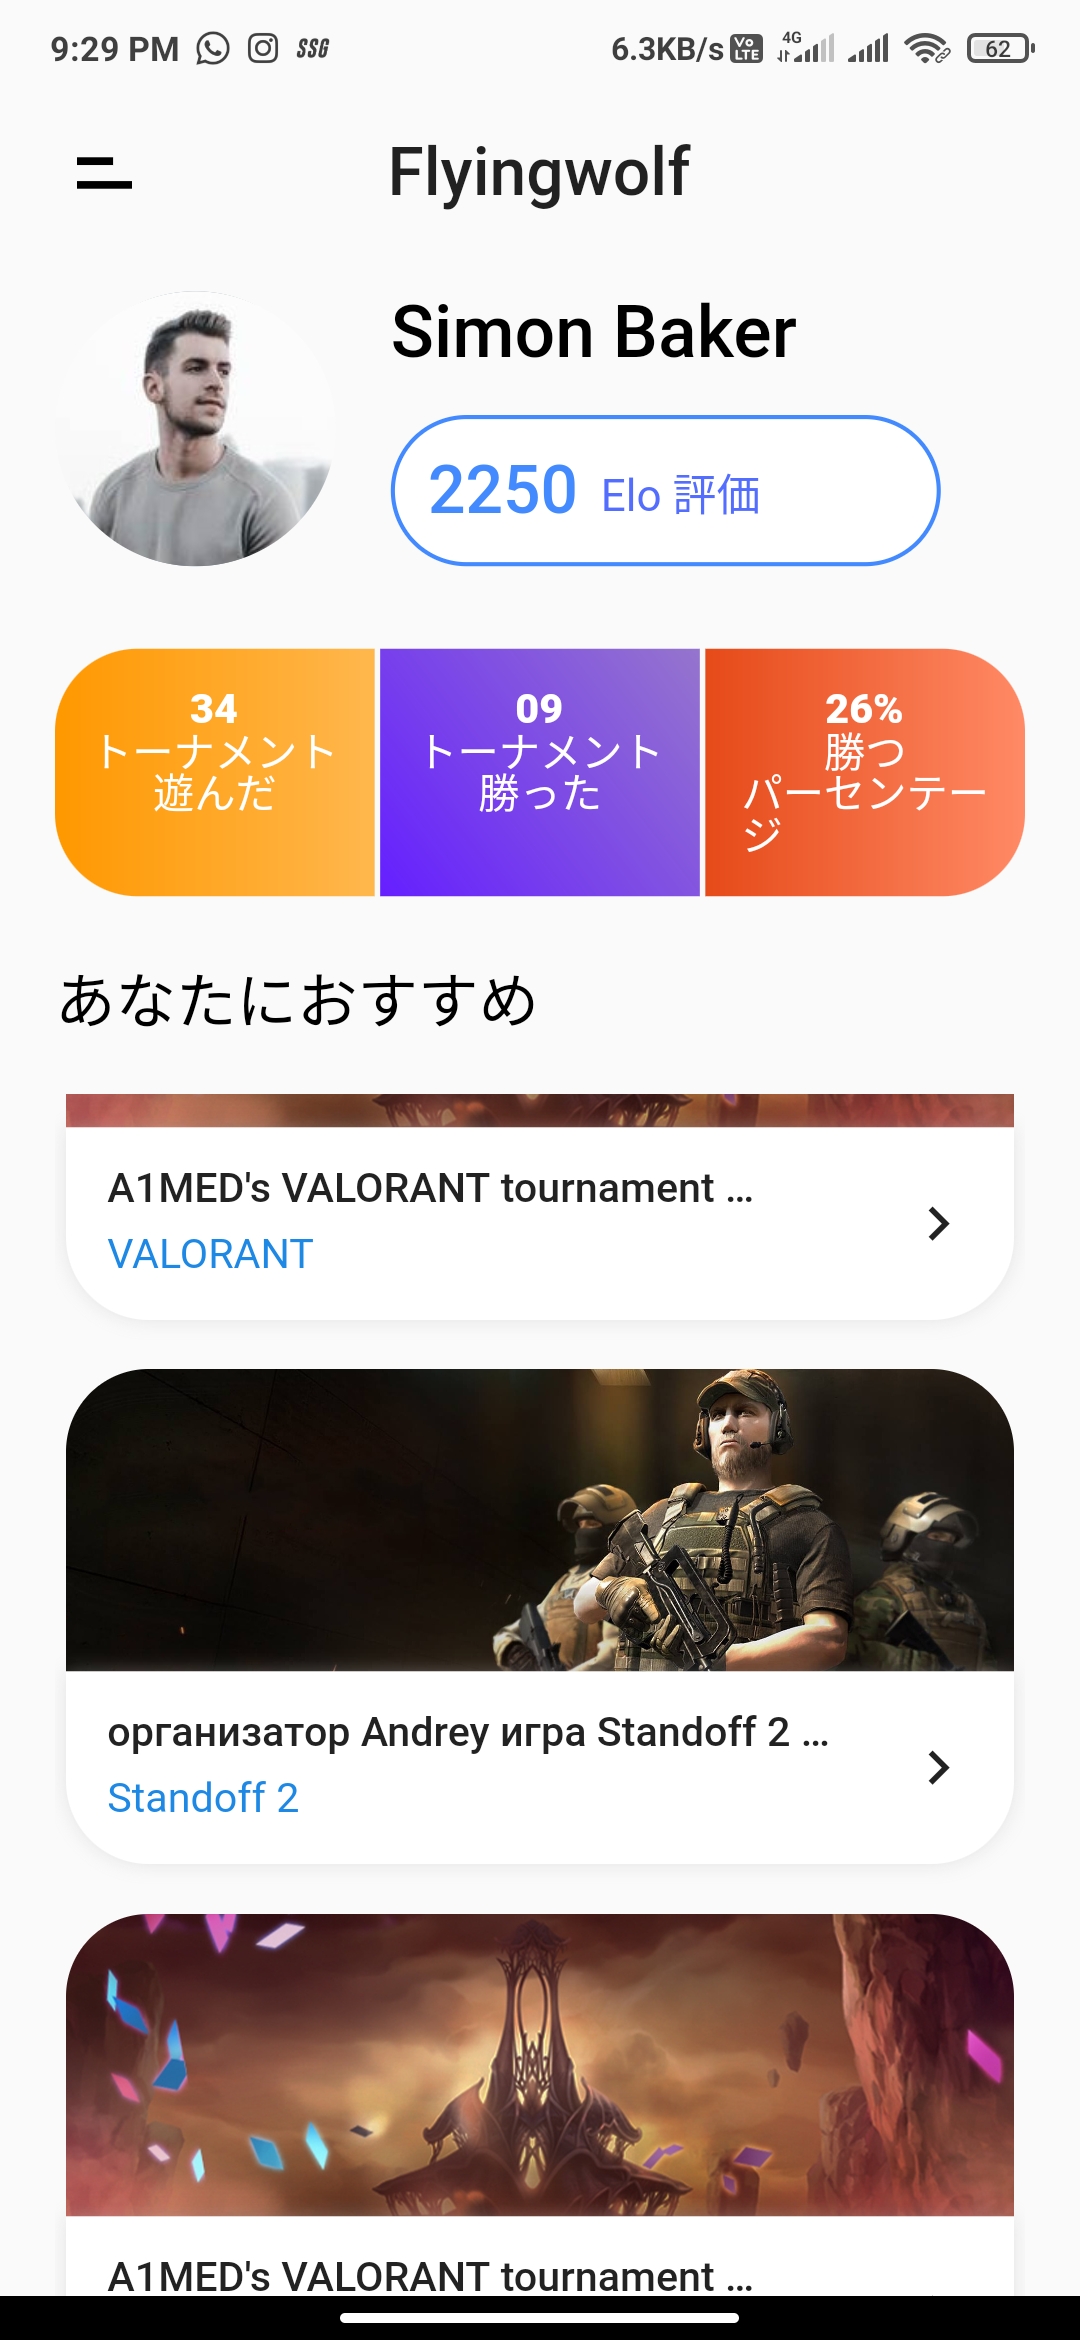 9:29 PM SSG 6.3KB/s Vo LTE 4G 62
Flyingwolf
Simon Baker
2250 Elo 評価
34
トーナメント
遊んだ
09
トーナメント
勝った
26%
勝つ
パーセンテー
ジ
あなたにおすすめ
A1MED's VALORANT tournament ...
VALORANT
организатор Andrey игра Standoff 2 ...
Standoff 2
A1MED's VALORANT tournament ...